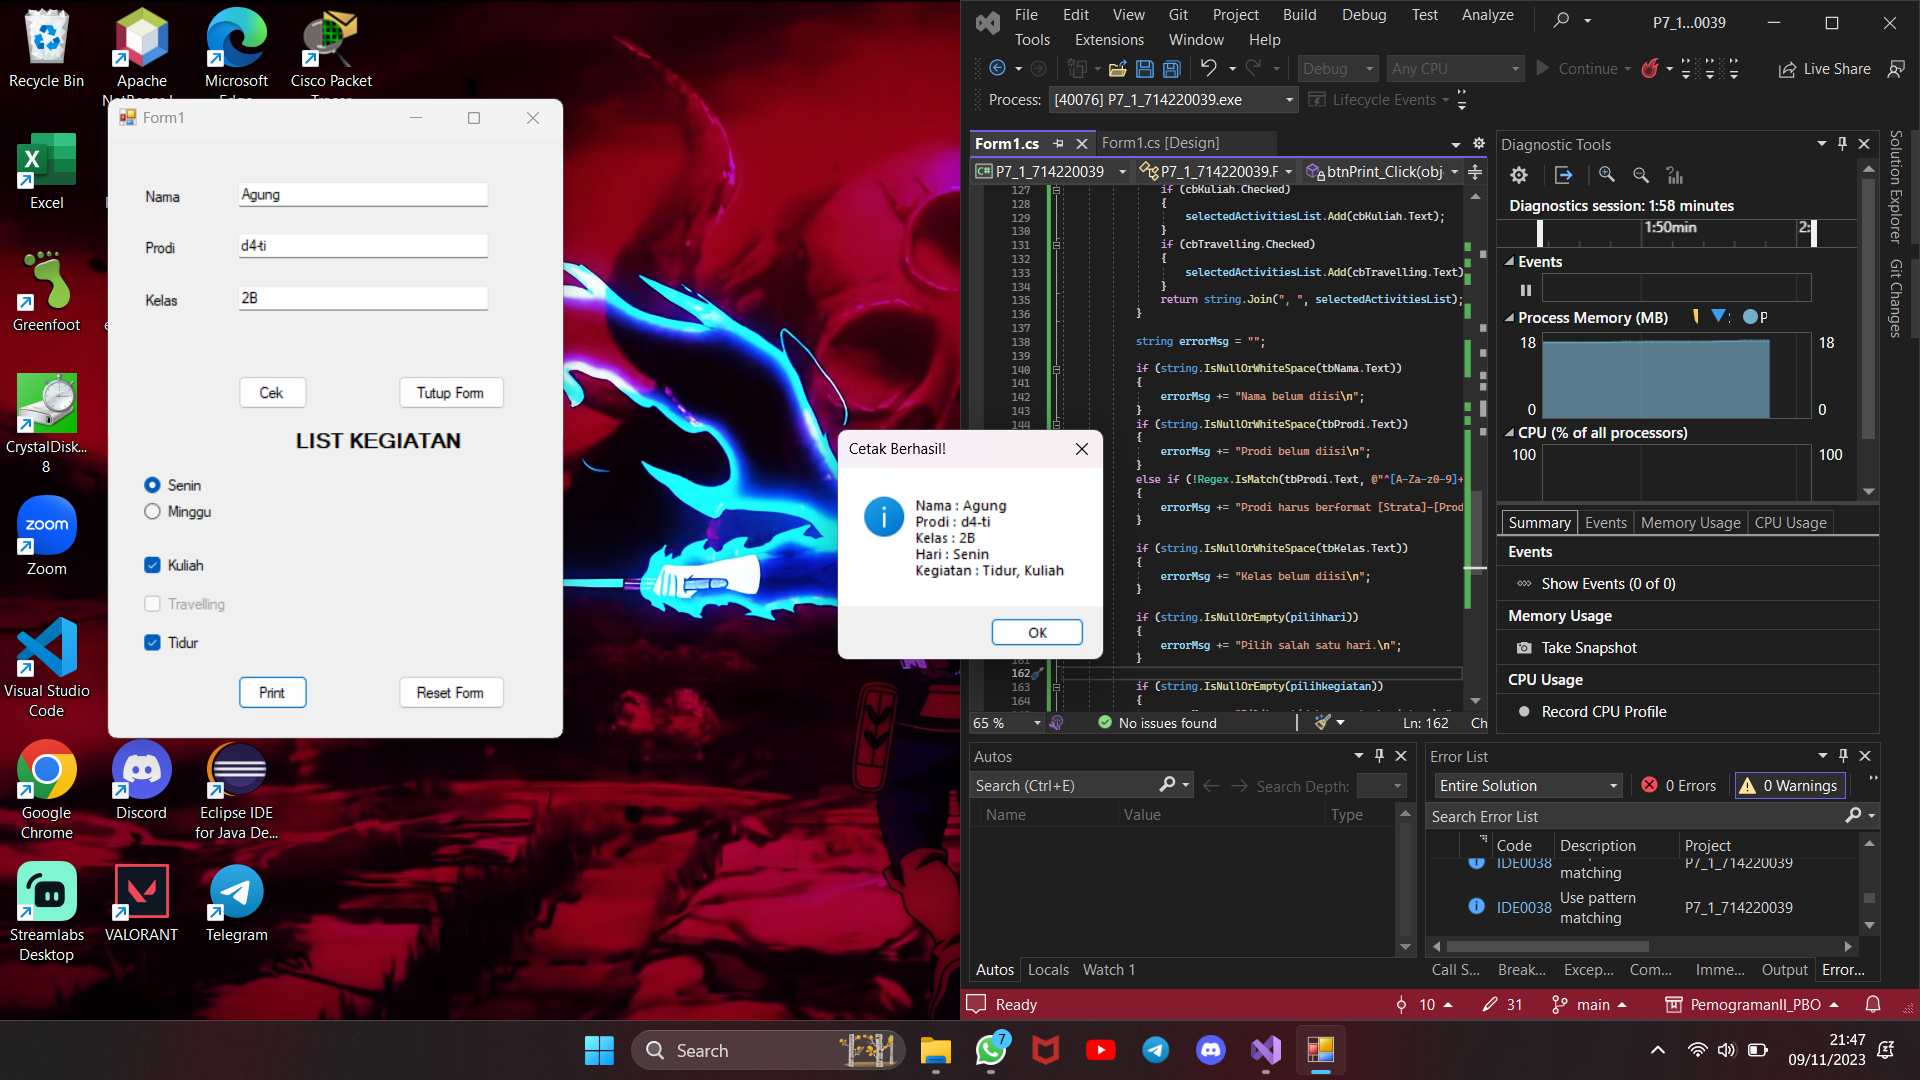 Recycle Bin
Apache
Microsoft
Cisco Packet
Excel
Greenfoot
CrystalDisk...
8
Zoom
Visual Studio
Code
Google
Chrome
Discord
Eclipse IDE
for Java De...
Streamlabs
Desktop
VALORANT
Telegram
Form1
Nama
Agung
Prodi
d4-ti
Kelas
2B
Cek
Tutup Form
LIST KEGIATAN
Senin
Minggu
Kuliah
Travelling
Tidur
Print
Reset Form
Cetak Berhasil!
Nama : Agung
Prodi : d4-ti
Kelas : 2B
Hari : Senin
Kegiatan : Tidur, Kuliah
OK
File Edit View Git Project Build Debug Test Analyze
P7_1...0039
Tools Extensions Window Help
Debug Any CPU Continue Live Share
Process: [40076] P7_1_714220039.exe Lifecycle Events
Form1.cs Form1.cs [Design]
P7_1_714220039 P7_1_714220039.F btnPrint_Click(obj
127 if (cbKuliah.Checked)
128 {
129 selectedActivitiesList.Add(cbKuliah.Text);
130 }
131 if (cbTravelling.Checked)
132 {
133 selectedActivitiesList.Add(cbTravelling.Text)
134 }
135 return string.Join(", ", selectedActivitiesList);
136 }
137
138 string errorMsg = "";
139
140 if (string.IsNullOrWhiteSpace(tbNama.Text))
141 {
142 errorMsg += "Nama belum diisi\n";
143 }
144 if (string.IsNullOrWhiteSpace(tbProdi.Text))
{
errorMsg += "Prodi belum diisi\n";
}
else if (!Regex.IsMatch(tbProdi.Text, @"^[A-Za-z0-9]+
{
errorMsg += "Prodi harus berformat [Strata]-[Prod
}
if (string.IsNullOrWhiteSpace(tbKelas.Text))
{
errorMsg += "Kelas belum diisi\n";
}
if (string.IsNullOrEmpty(pilihhari))
{
errorMsg += "Pilih salah satu hari.\n";
161 }
162
163 if (string.IsNullOrEmpty(pilihkegiatan))
164 {
65 % No issues found Ln: 162 Ch
Diagnostic Tools
Diagnostics session: 1:58 minutes
1:50min 2:
Events
Process Memory (MB) P
18 18
0 0
CPU (% of all processors)
100 100
Summary Events Memory Usage CPU Usage
Events
Show Events (0 of 0)
Memory Usage
Take Snapshot
CPU Usage
Record CPU Profile
Solution Explorer
Git Changes
Autos
Search (Ctrl+E) Search Depth:
Name Value Type
Autos Locals Watch 1
Error List
Entire Solution 0 Errors 0 Warnings
Search Error List
Code Description Project
IDE0038 matching P7_1_714220039
IDE0038 Use pattern matching P7_1_714220039
Call S... Break... Excep... Com... Imme... Output Error...
Ready 10 31 main PemogramanII_PBO
Search
7
21:47
09/11/2023